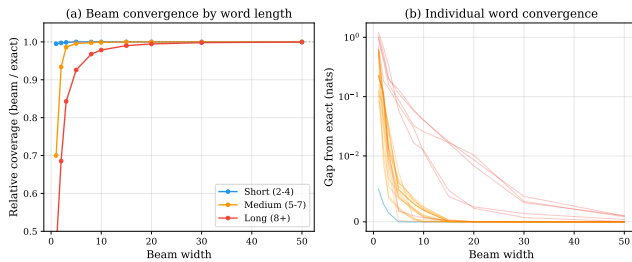 (a) Beam convergence by word length
Relative coverage (beam / exact)
1.0
0.9
0.8
0.7
0.6
0.5
Short (2-4)
Medium (5-7)
Long (8+)
0 10 20 30 40 50
Beam width
(b) Individual word convergence
Gap from exact (nats)
10⁰
10⁻¹
10⁻²
0
0 10 20 30 40 50
Beam width